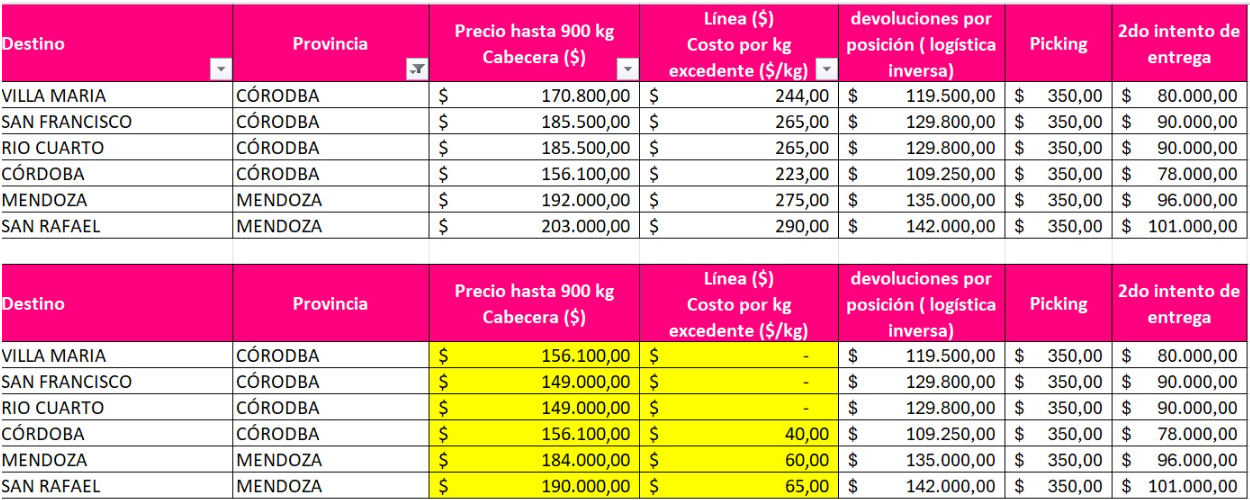 Destino Provincia Precio hasta 900 kg Cabecera ($) Línea ($) Costo por kg excedente ($/kg) devoluciones por posición ( logística inversa) Picking 2do intento de entrega
VILLA MARIA CÓRODBA $ 170.800,00 $ 244,00 $ 119.500,00 $ 350,00 $ 80.000,00
SAN FRANCISCO CÓRODBA $ 185.500,00 $ 265,00 $ 129.800,00 $ 350,00 $ 90.000,00
RIO CUARTO CÓRODBA $ 185.500,00 $ 265,00 $ 129.800,00 $ 350,00 $ 90.000,00
CÓRDOBA CÓRODBA $ 156.100,00 $ 223,00 $ 109.250,00 $ 350,00 $ 78.000,00
MENDOZA MENDOZA $ 192.000,00 $ 275,00 $ 135.000,00 $ 350,00 $ 96.000,00
SAN RAFAEL MENDOZA $ 203.000,00 $ 290,00 $ 142.000,00 $ 350,00 $ 101.000,00
Destino Provincia Precio hasta 900 kg Cabecera ($) Línea ($) Costo por kg excedente ($/kg) devoluciones por posición ( logística inversa) Picking 2do intento de entrega
VILLA MARIA CÓRODBA $ 156.100,00 $ - $ 119.500,00 $ 350,00 $ 80.000,00
SAN FRANCISCO CÓRODBA $ 149.000,00 $ - $ 129.800,00 $ 350,00 $ 90.000,00
RIO CUARTO CÓRODBA $ 149.000,00 $ - $ 129.800,00 $ 350,00 $ 90.000,00
CÓRDOBA CÓRODBA $ 156.100,00 $ 40,00 $ 109.250,00 $ 350,00 $ 78.000,00
MENDOZA MENDOZA $ 184.000,00 $ 60,00 $ 135.000,00 $ 350,00 $ 96.000,00
SAN RAFAEL MENDOZA $ 190.000,00 $ 65,00 $ 142.000,00 $ 350,00 $ 101.000,00